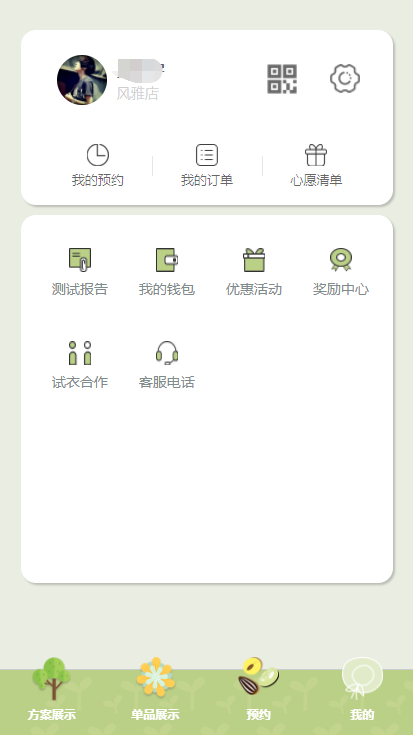 风雅店
我的预约 我的订单 心愿清单
测试报告 我的钱包 优惠活动 奖励中心
试衣合作 客服电话
方案展示 单品展示 预约 我的